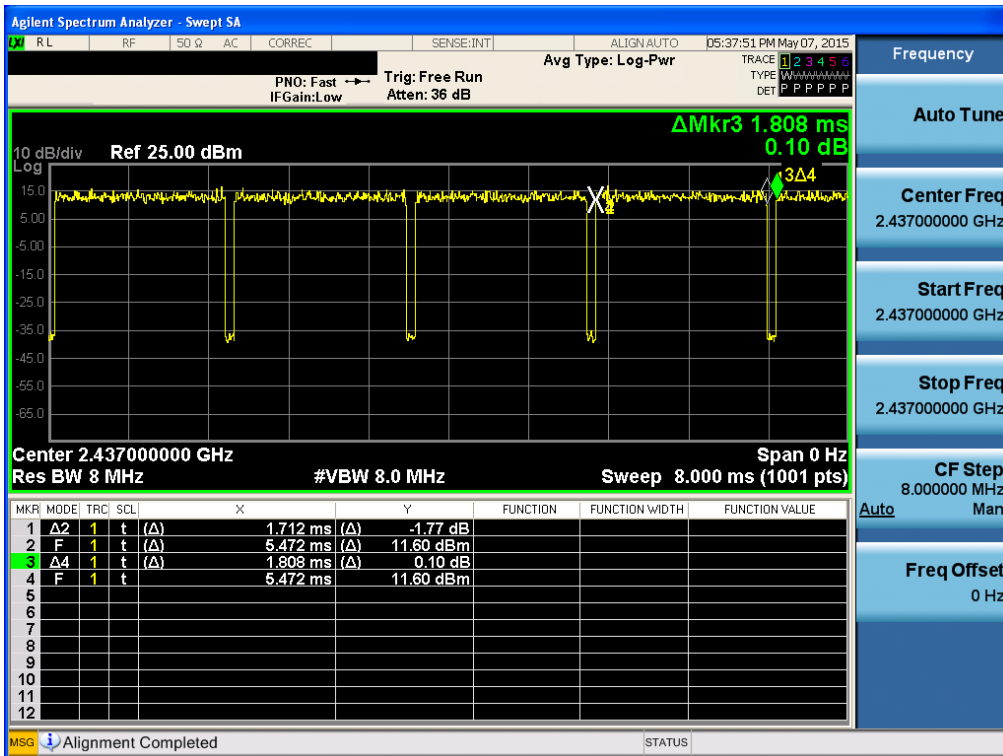 Agilent Spectrum Analyzer - Swept SA
LXI RL RF 50 Ω AC CORREC SENSE:INT ALIGN AUTO 05:37:51 PM May 07, 2015
PNO: Fast
IFGain:Low
Trig: Free Run
Atten: 36 dB
Avg Type: Log-Pwr
TRACE 1 2 3 4 5 6
TYPE
DET P P P P P P
ΔMkr3 1.808 ms
0.10 dB
10 dB/div Ref 25.00 dBm
Log
15.0
5.00
-5.00
-15.0
-25.0
-35.0
-45.0
-55.0
-65.0
3Δ4
Center 2.437000000 GHz Span 0 Hz
Res BW 8 MHz #VBW 8.0 MHz Sweep 8.000 ms (1001 pts)
MKR MODE TRC SCL X Y FUNCTION FUNCTION WIDTH FUNCTION VALUE
1 Δ2 1 t (Δ) 1.712 ms (Δ) -1.77 dB
2 F 1 t (Δ) 5.472 ms (Δ) 11.60 dBm
3 Δ4 1 t (Δ) 1.808 ms (Δ) 0.10 dB
4 F 1 t 5.472 ms 11.60 dBm
5
6
7
8
9
10
11
12
MSG Alignment Completed STATUS
Frequency
Auto Tune
Center Freq
2.437000000 GHz
Start Freq
2.437000000 GHz
Stop Freq
2.437000000 GHz
CF Step
8.000000 MHz
Auto Man
Freq Offset
0 Hz